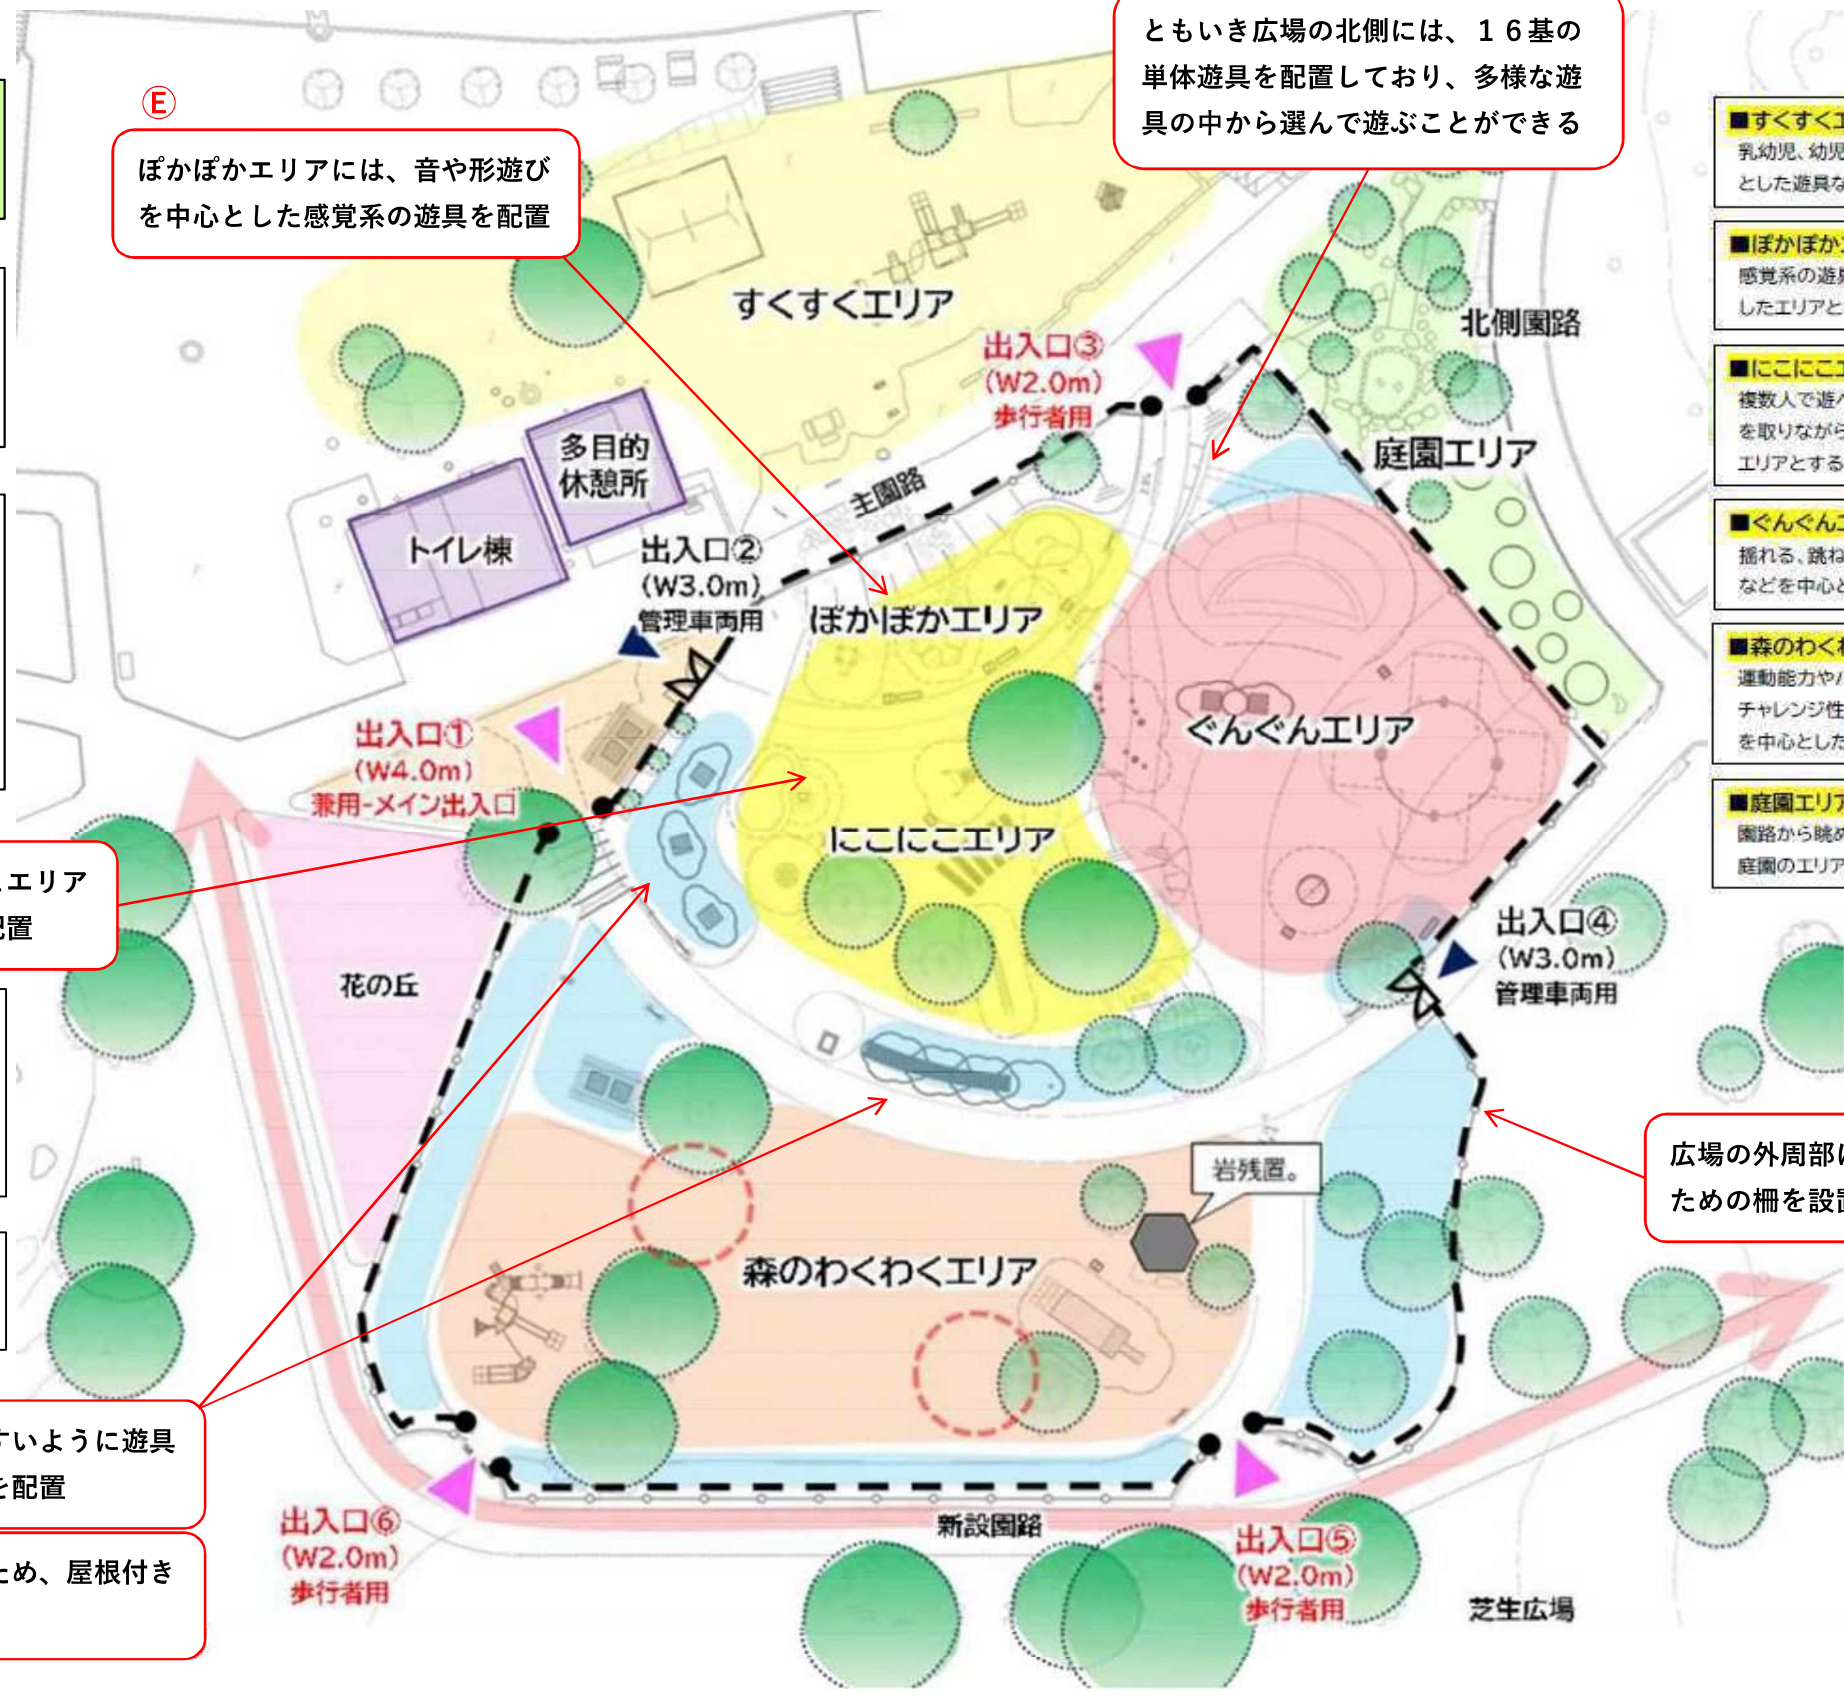 ともいき広場の北側には、１６基の
単体遊具を配置しており、多様な遊
具の中から選んで遊ぶことができる
Ⓔ
ぽかぽかエリアには、音や形遊び
を中心とした感覚系の遊具を配置
■すくすくエ
乳幼児、幼児
とした遊具な
■ぽかぽか
感覚系の遊
したエリアと
■にこにこエ
複数人で遊べ
を取りながら
エリアとする
■ぐんぐんエ
揺れる、跳ね
などを中心と
■森のわくわ
運動能力や
チャレンジ性
を中心とした
■庭園エリア
園路から眺め
庭園のエリア
すくすくエリア
出入口③
(W2.0m)
歩行者用
北側園路
庭園エリア
多目的
休憩所
トイレ棟
主園路
出入口②
(W3.0m)
管理車両用
ぽかぽかエリア
ぐんぐんエリア
出入口①
(W4.0m)
兼用-メイン出入口
にこにこエリア
エリア
配置
花の丘
出入口④
(W3.0m)
管理車両用
岩残置。
広場の外周部
ための柵を設
森のわくわくエリア
すいように遊具
を配置
ため、屋根付き
新設園路
出入口⑥
(W2.0m)
歩行者用
出入口⑤
(W2.0m)
歩行者用
芝生広場